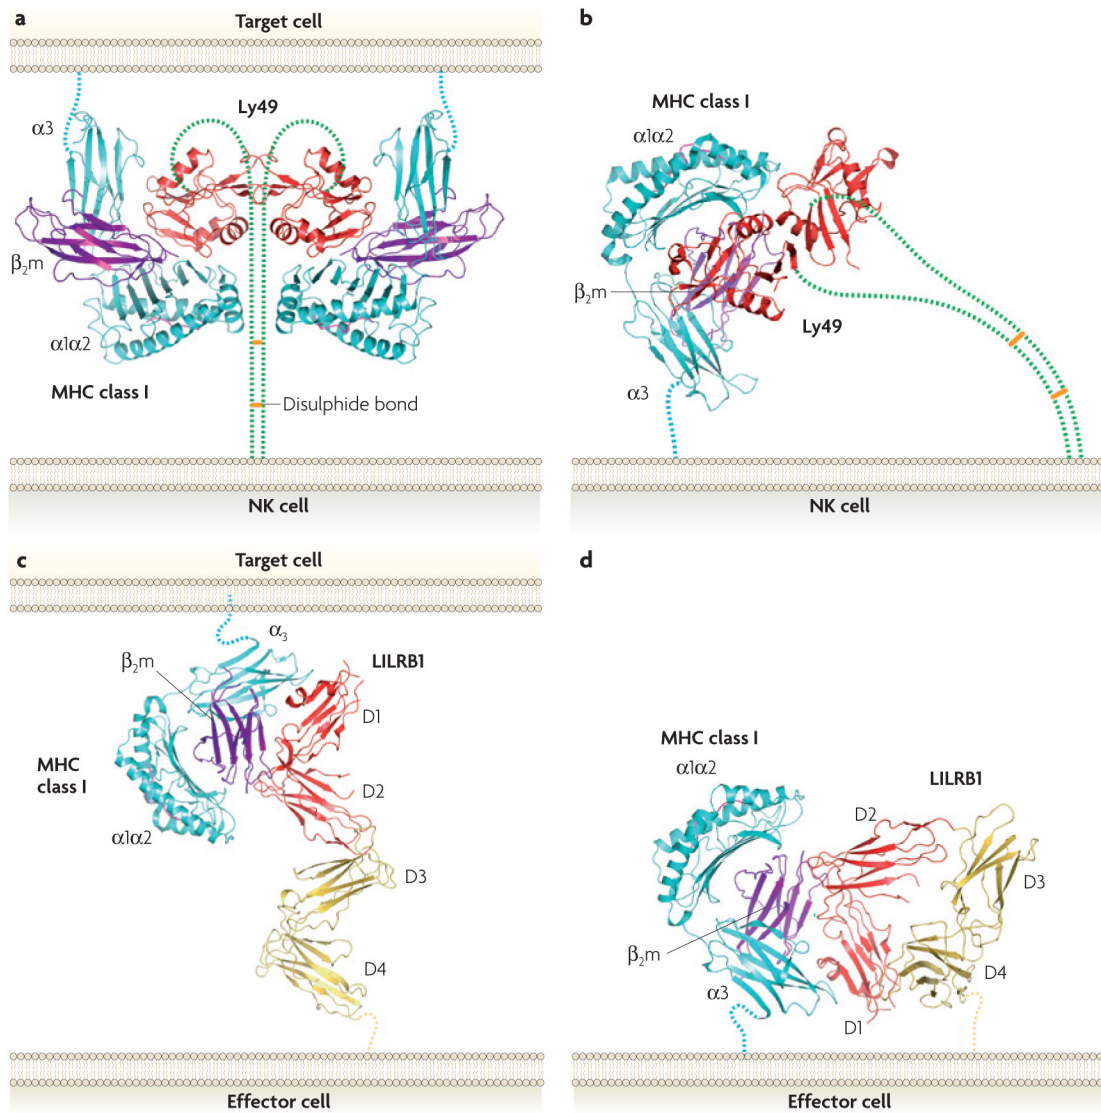 a
Target cell
Ly49
α3
β2m
α1α2
MHC class I
Disulphide bond
NK cell
b
MHC class I
α1α2
β2m
Ly49
α3
NK cell
c
Target cell
α3
β2m
LILRB1
D1
MHC
class I
D2
α1α2
D3
D4
Effector cell
d
MHC class I
α1α2
LILRB1
D2
D3
β2m
D4
α3
D1
Effector cell